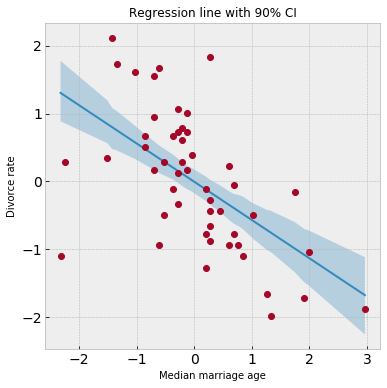 Regression line with 90% CI
2
1
0
−1
−2
Divorce rate
−2 −1 0 1 2 3
Median marriage age